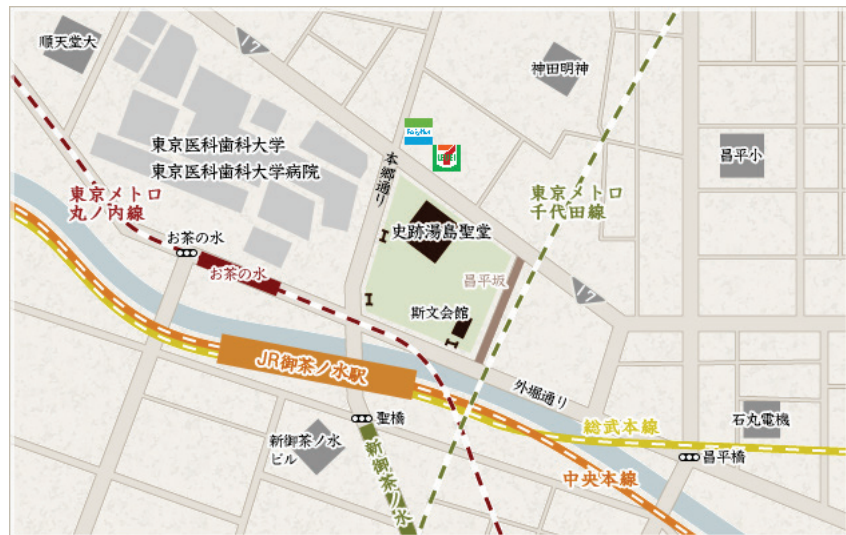 順天堂大
17
神田明神
FamilyMart
7
東京医科歯科大学
東京医科歯科大学病院
本郷通り
昌平小
東京メトロ
丸ノ内線
東京メトロ
千代田線
史跡湯島聖堂
お茶の水
お茶の水
昌平坂
17
斯文会館
JR御茶ノ水駅
外堀通り
聖橋
総武本線
石丸電機
新御茶ノ水
ビル
新御茶ノ水
昌平橋
中央本線